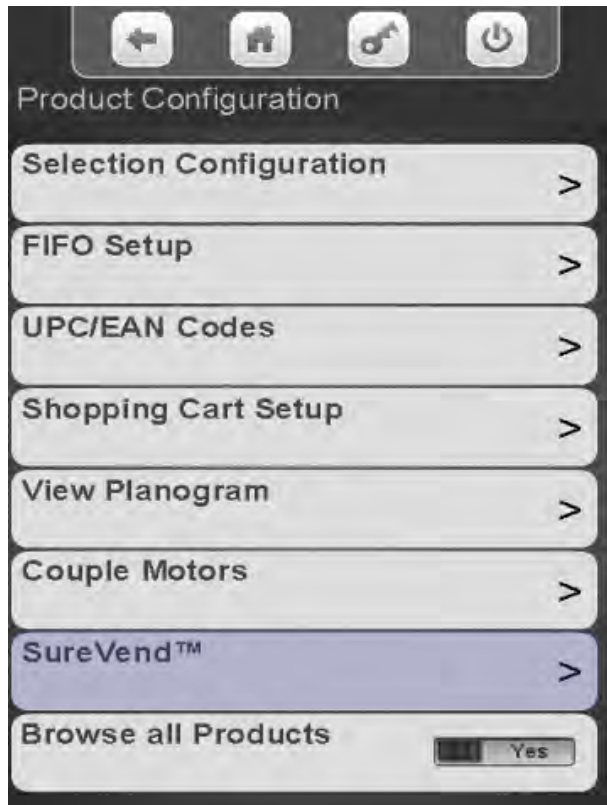 Product Configuration
Selection Configuration
>
FIFO Setup
>
UPC/EAN Codes
>
Shopping Cart Setup
>
View Planogram
>
Couple Motors
>
SureVend™
>
Browse all Products
Yes